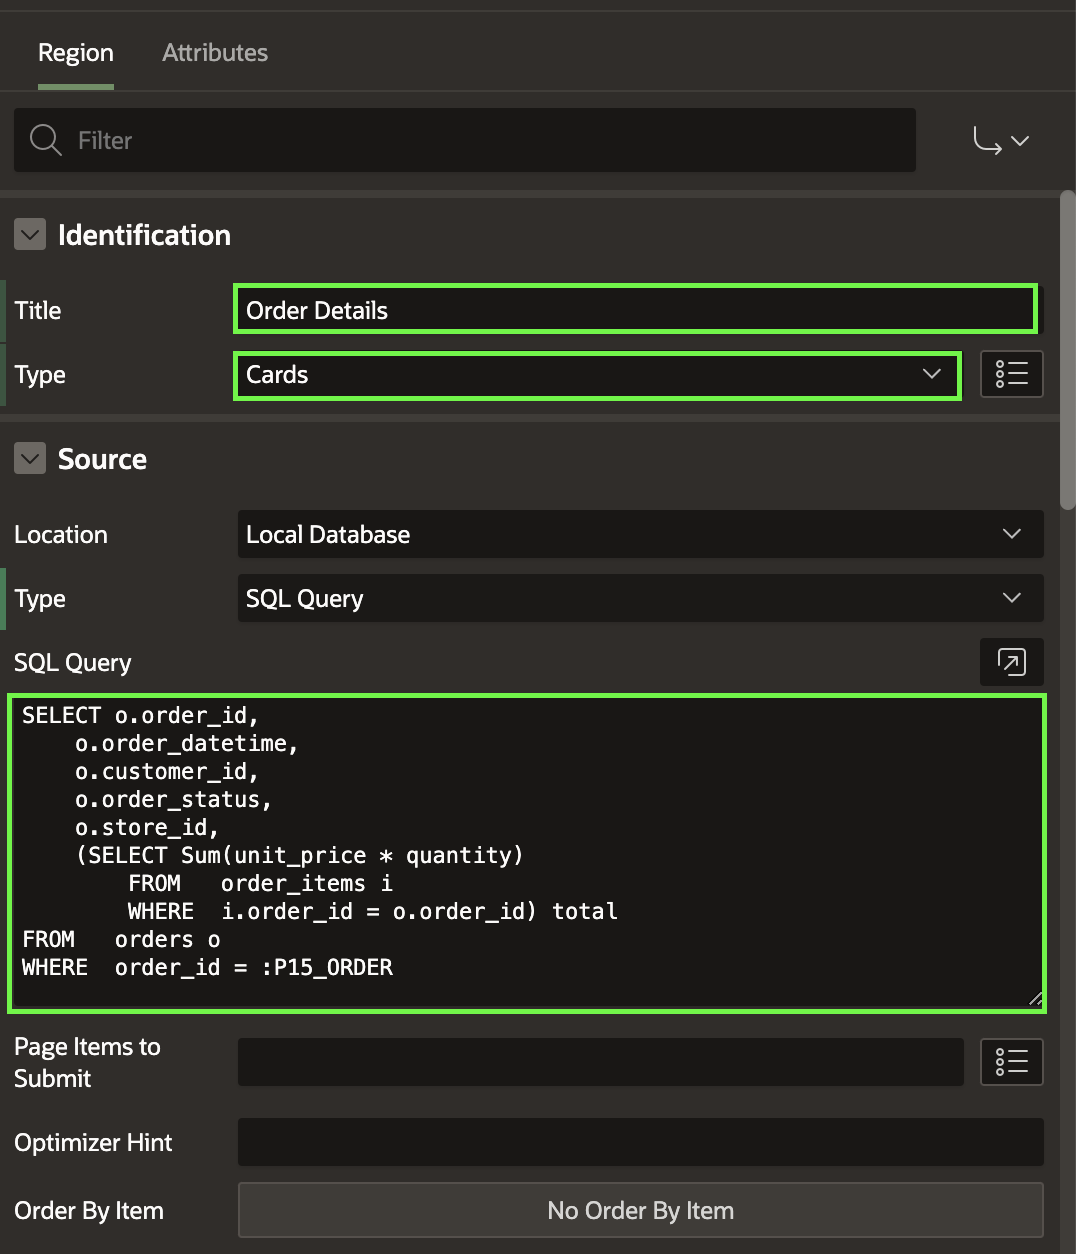 Region Attributes
Filter
Identification
Title Order Details
Type Cards
Source
Location Local Database
Type SQL Query
SQL Query
SELECT o.order_id,
    o.order_datetime,
    o.customer_id,
    o.order_status,
    o.store_id,
    (SELECT Sum(unit_price * quantity)
        FROM   order_items i
        WHERE  i.order_id = o.order_id) total
FROM   orders o
WHERE  order_id = :P15_ORDER
Page Items to
Submit
Optimizer Hint
Order By Item No Order By Item